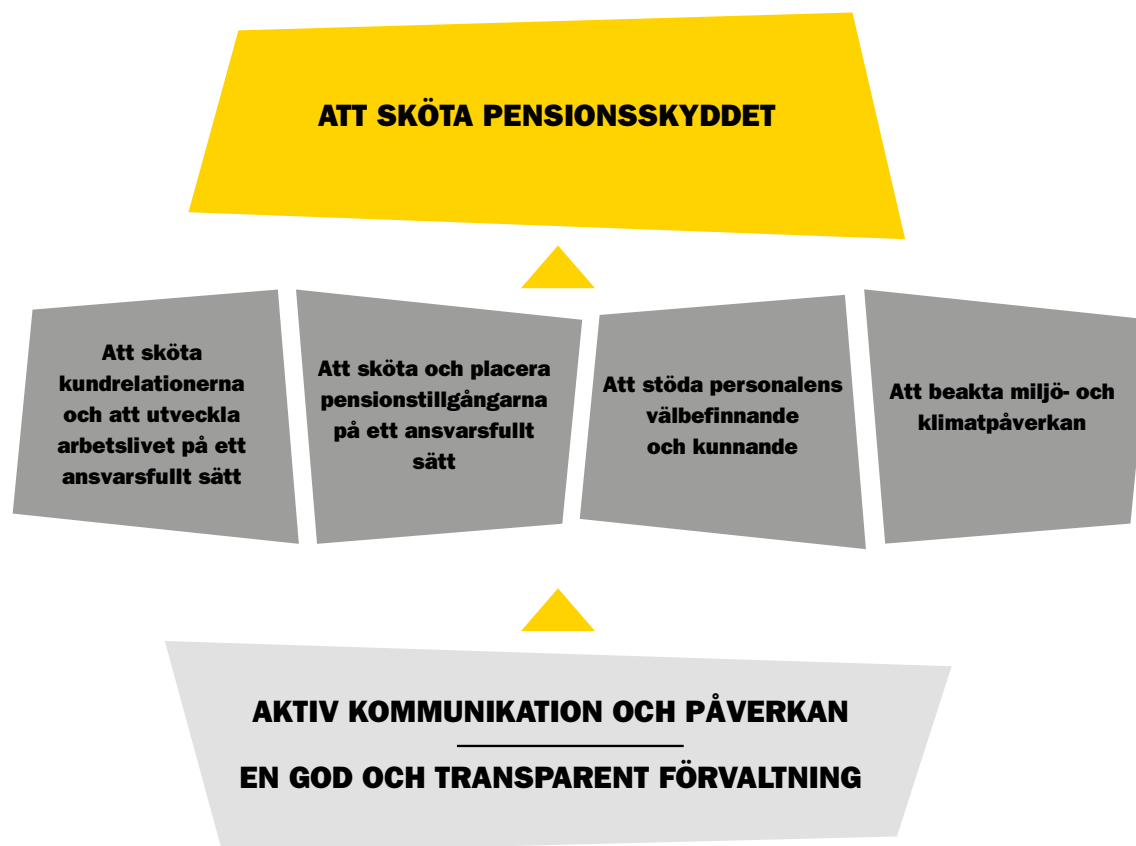 ATT SKÖTA PENSIONSSKYDDET
Att sköta
kundrelationerna
och att utveckla
arbetslivet på ett
ansvarsfullt sätt
Att sköta och placera
pensionstillgångarna
på ett ansvarsfullt
sätt
Att stöda personalens
välbefinnande
och kunnande
Att beakta miljö- och
klimatpåverkan
AKTIV KOMMUNIKATION OCH PÅVERKAN
EN GOD OCH TRANSPARENT FÖRVALTNING